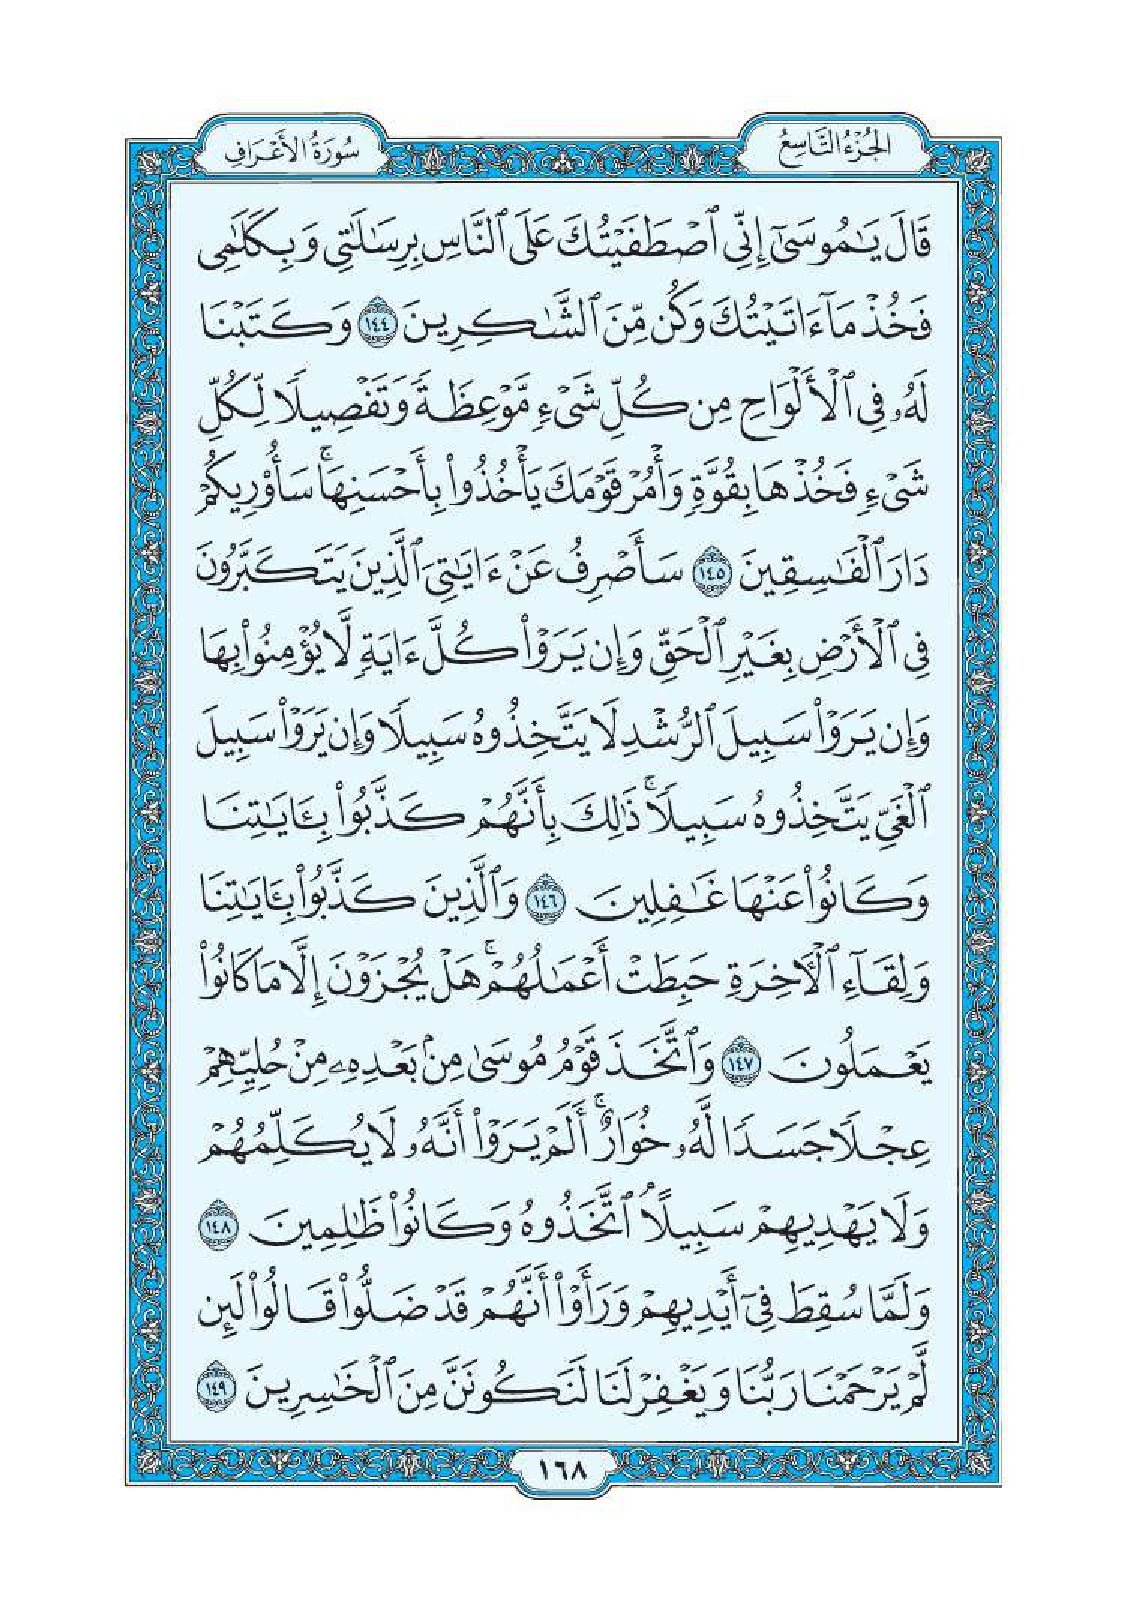 الجُزْءُ التَّاسِعُ
سُورَةُ الأَعْرَافِ
قَالَ يَٰمُوسَىٰٓ إِنِّي ٱصْطَفَيْتُكَ عَلَى ٱلنَّاسِ بِرِسَٰلَٰتِي وَبِكَلَٰمِي
فَخُذْ مَآ ءَاتَيْتُكَ وَكُن مِّنَ ٱلشَّٰكِرِينَ ١٤٤ وَكَتَبْنَا
لَهُۥ فِي ٱلْأَلْوَاحِ مِن كُلِّ شَيْءٍ مَّوْعِظَةً وَتَفْصِيلًا لِّكُلِّ
شَيْءٍ فَخُذْهَا بِقُوَّةٍ وَأْمُرْ قَوْمَكَ يَأْخُذُوا۟ بِأَحْسَنِهَاۚ سَأُو۟رِيكُمْ
دَارَ ٱلْفَٰسِقِينَ ١٤٥ سَأَصْرِفُ عَنْ ءَايَٰتِيَ ٱلَّذِينَ يَتَكَبَّرُونَ
فِي ٱلْأَرْضِ بِغَيْرِ ٱلْحَقِّ وَإِن يَرَوْا۟ كُلَّ ءَايَةٍ لَّا يُؤْمِنُوا۟ بِهَا
وَإِن يَرَوْا۟ سَبِيلَ ٱلرُّشْدِ لَا يَتَّخِذُوهُ سَبِيلًا وَإِن يَرَوْا۟ سَبِيلَ
ٱلْغَيِّ يَتَّخِذُوهُ سَبِيلًاۚ ذَٰلِكَ بِأَنَّهُمْ كَذَّبُوا۟ بِـَٔايَٰتِنَا
وَكَانُوا۟ عَنْهَا غَٰفِلِينَ ١٤٦ وَٱلَّذِينَ كَذَّبُوا۟ بِـَٔايَٰتِنَا
وَلِقَآءِ ٱلْءَاخِرَةِ حَبِطَتْ أَعْمَٰلُهُمْۚ هَلْ يُجْزَوْنَ إِلَّا مَا كَانُوا۟
يَعْمَلُونَ ١٤٧ وَٱتَّخَذَ قَوْمُ مُوسَىٰ مِنۢ بَعْدِهِۦ مِنْ حُلِيِّهِمْ
عِجْلًا جَسَدًا لَّهُۥ خُوَارٌۚ أَلَمْ يَرَوْا۟ أَنَّهُۥ لَا يُكَلِّمُهُمْ
وَلَا يَهْدِيهِمْ سَبِيلًاۘ ٱتَّخَذُوهُ وَكَانُوا۟ ظَٰلِمِينَ ١٤٨
وَلَمَّا سُقِطَ فِيٓ أَيْدِيهِمْ وَرَأَوْا۟ أَنَّهُمْ قَدْ ضَلُّوا۟ قَالُوا۟ لَئِن
لَّمْ يَرْحَمْنَا رَبُّنَا وَيَغْفِرْ لَنَا لَنَكُونَنَّ مِنَ ٱلْخَٰسِرِينَ ١٤٩
١٦٨